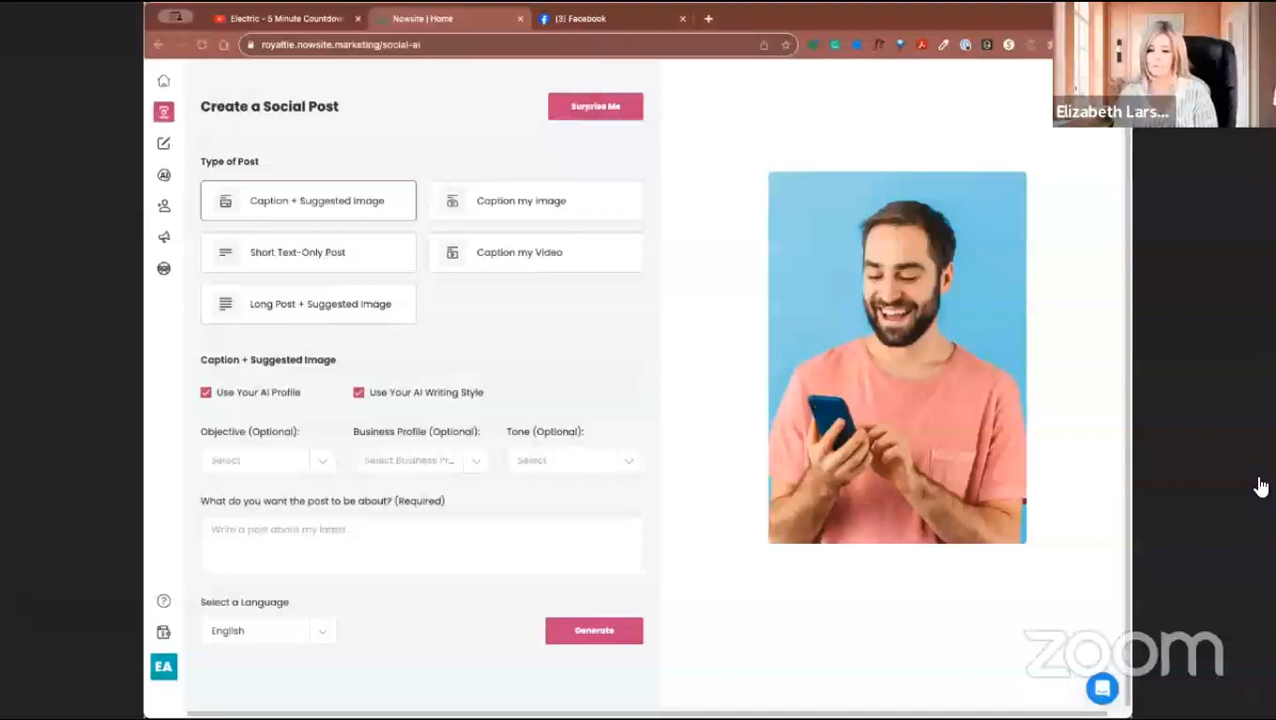 Electric - 5 Minute Countdow
Nowsite | Home
(3) Facebook
royaltie.nowsite.marketing/social-ai
Elizabeth Lars...
Create a Social Post
Surprise Me
Type of Post
Caption + Suggested Image
Caption my image
Short Text-Only Post
Caption my Video
Long Post + Suggested Image
Caption + Suggested Image
Use Your AI Profile
Use Your AI Writing Style
Objective (Optional):
Business Profile (Optional):
Tone (Optional):
Select
Select Business Pr...
Select
What do you want the post to be about? (Required)
Write a post about my latest ...
Select a Language
English
Generate
EA
zoom